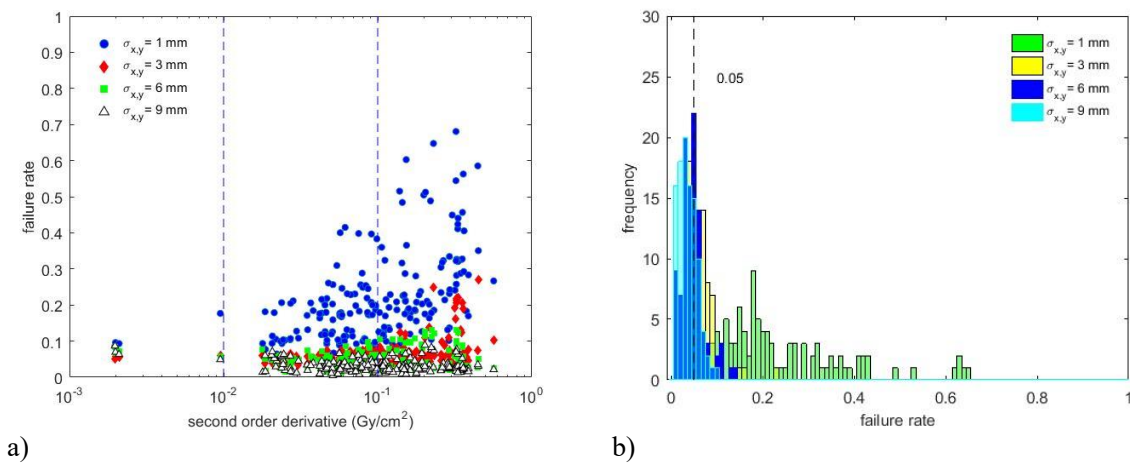 1
0.9
0.8
0.7
0.6
0.5
0.4
0.3
0.2
0.1
0
failure rate
σx,y = 1 mm
σx,y = 3 mm
σx,y = 6 mm
σx,y = 9 mm
10⁻³
10⁻²
10⁻¹
10⁰
second order derivative (Gy/cm²)
a)
30
25
20
15
10
5
0
frequency
0.05
σx,y = 1 mm
σx,y = 3 mm
σx,y = 6 mm
σx,y = 9 mm
0
0.2
0.4
0.6
0.8
1
failure rate
b)